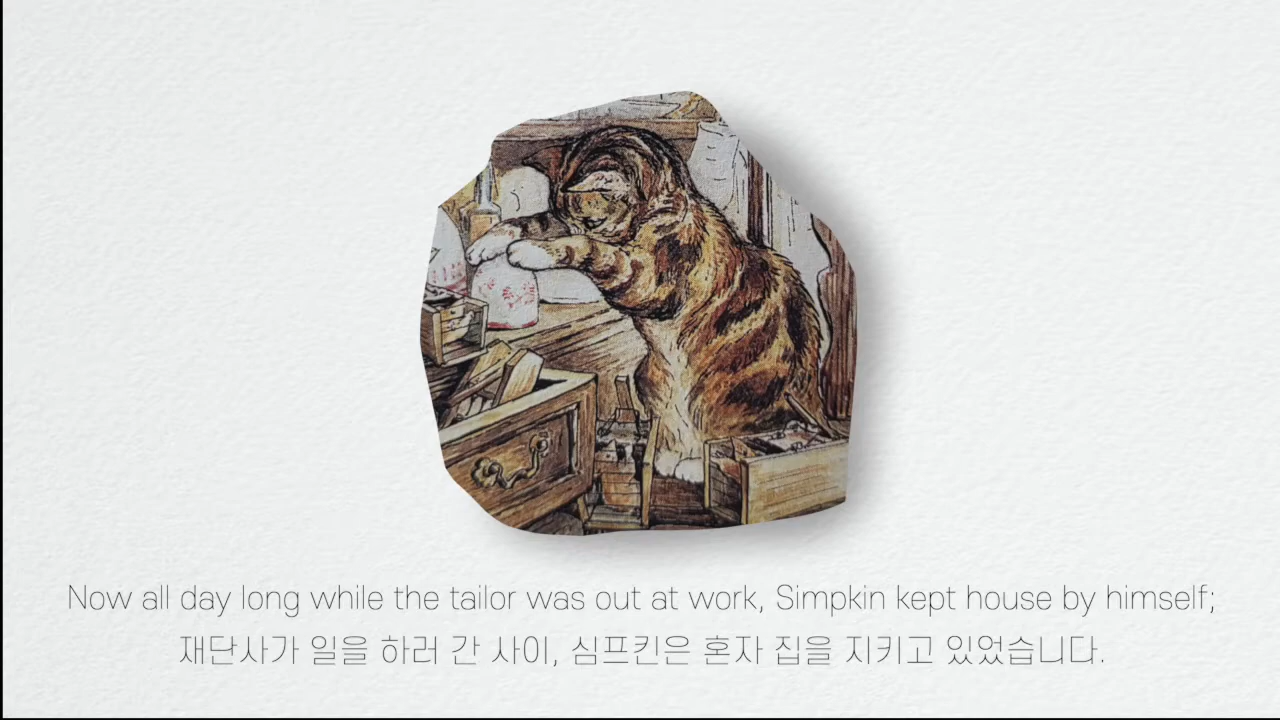 Now all day long while the tailor was out at work, Simpkin kept house by himself;
재단사가 일을 하러 간 사이, 심프킨은 혼자 집을 지키고 있었습니다.